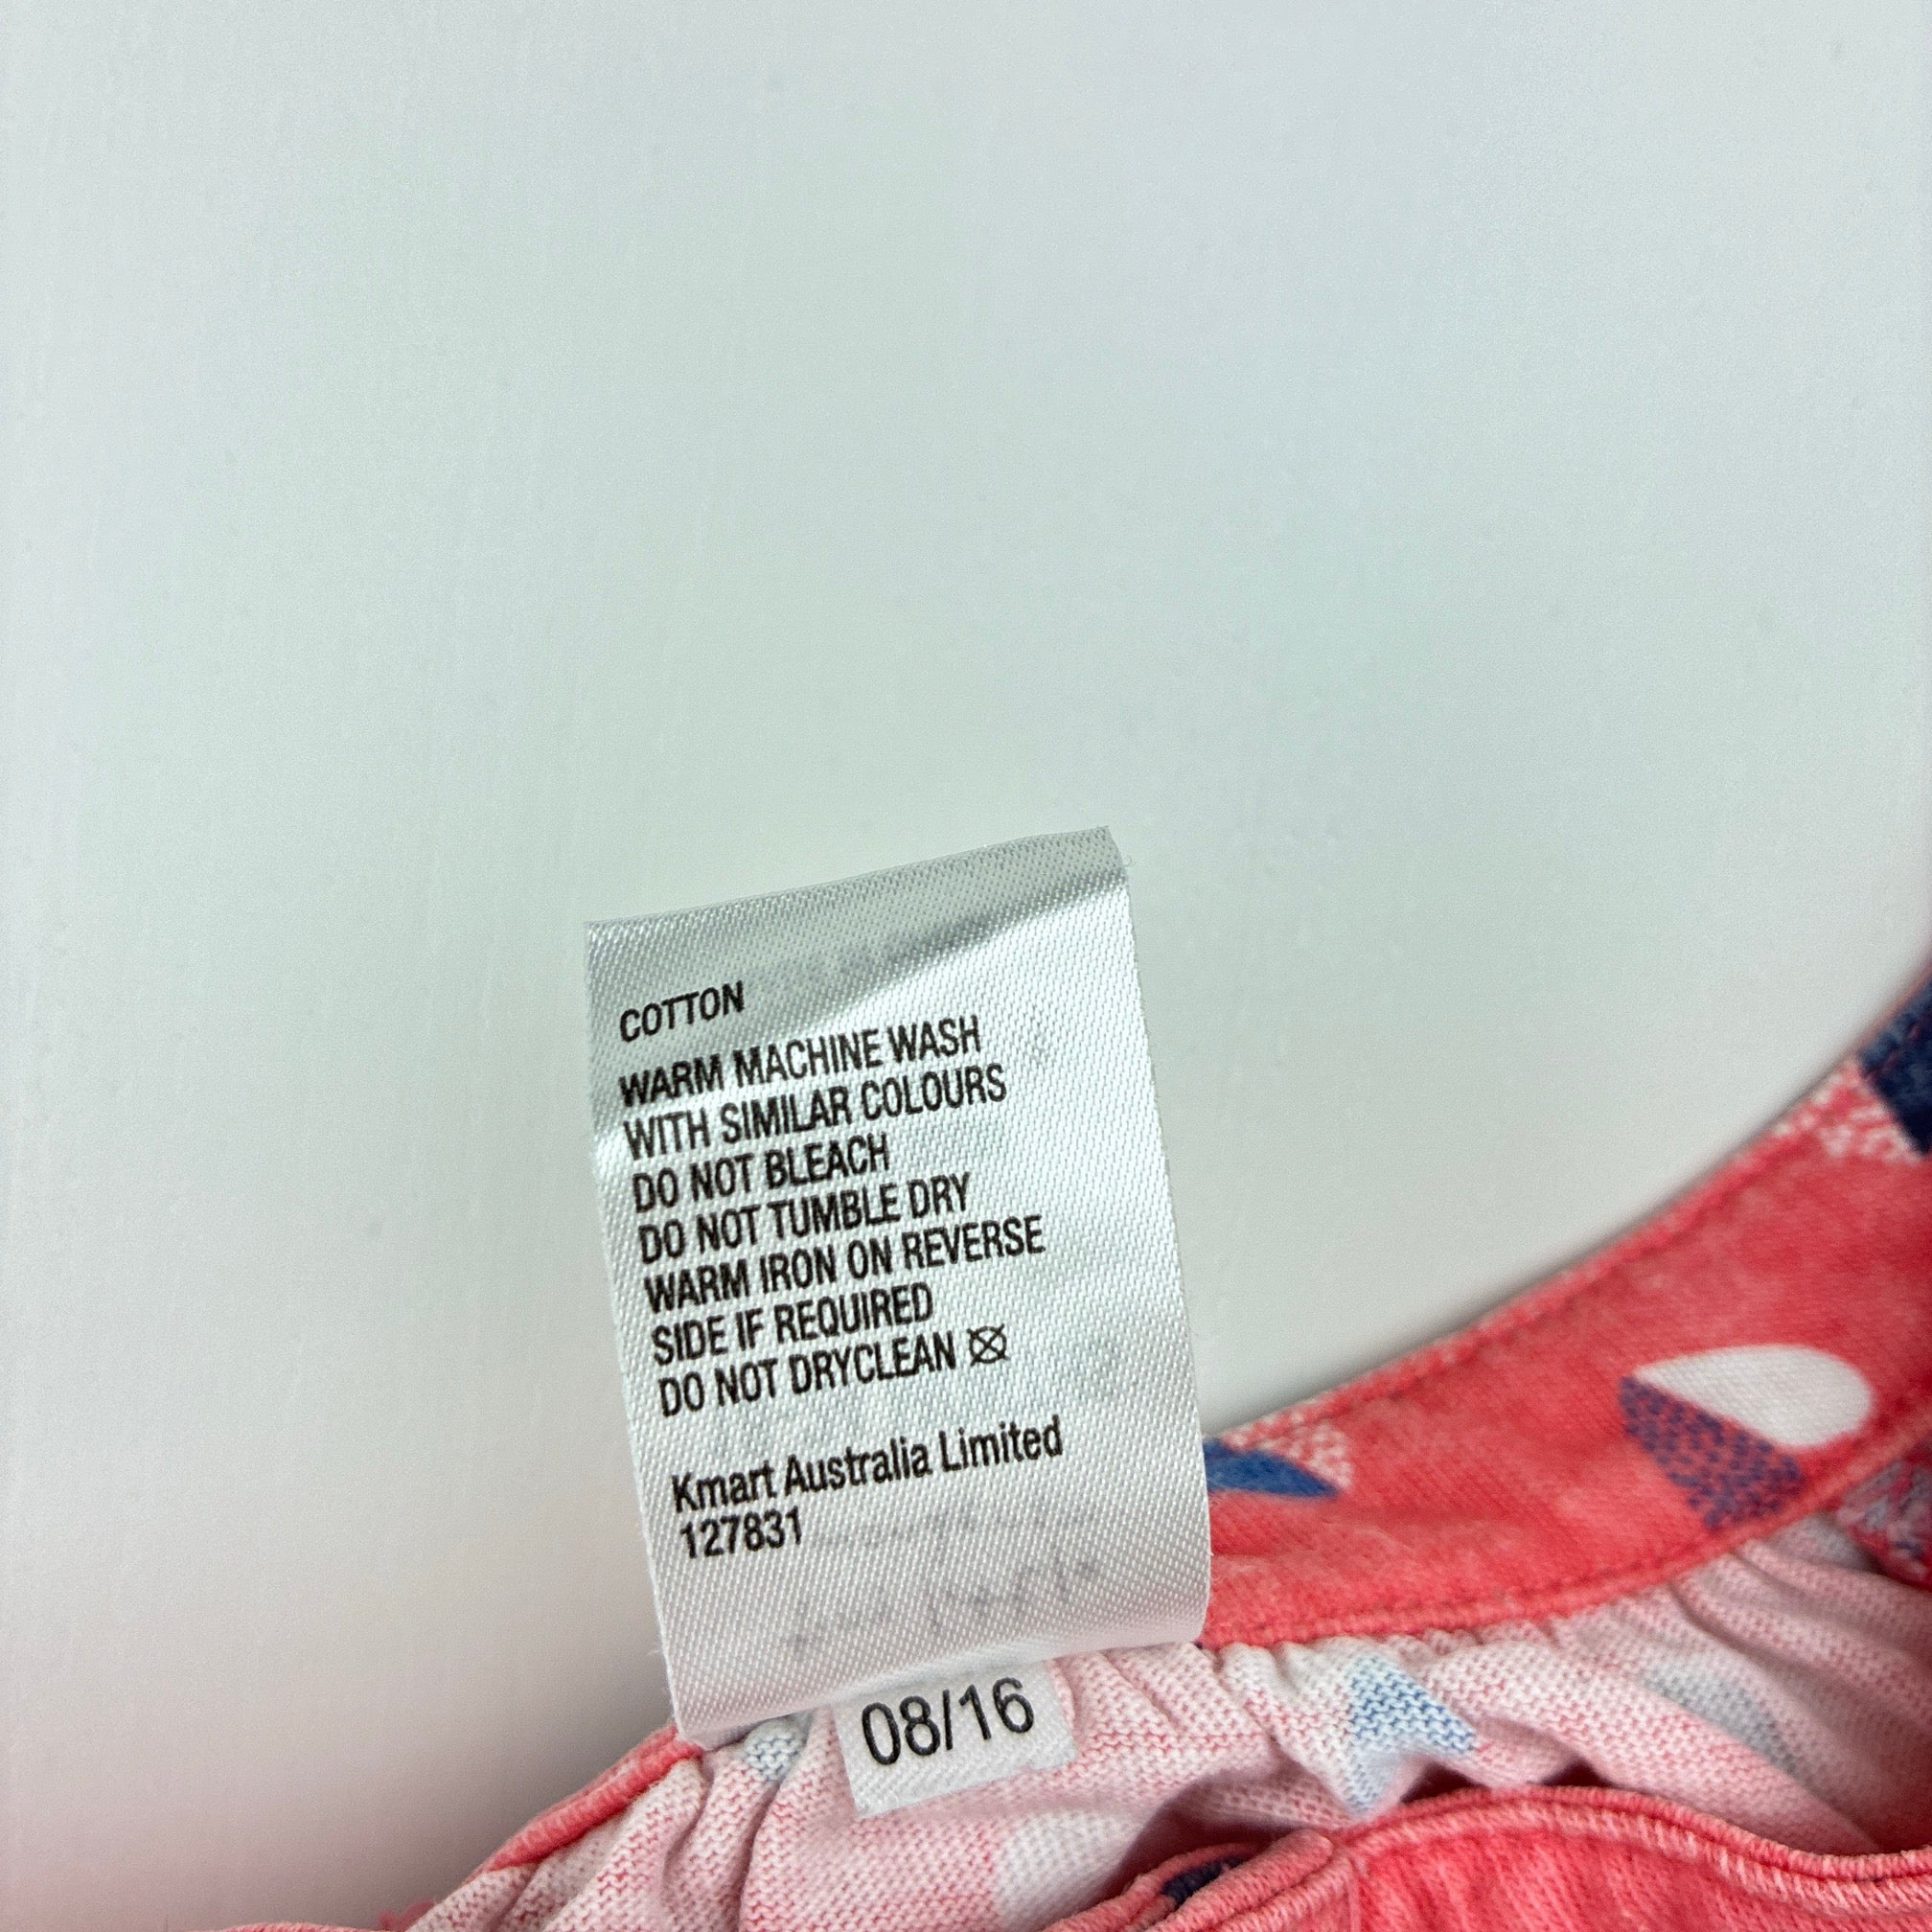 COTTON
WARM MACHINE WASH
WITH SIMILAR COLOURS
DO NOT BLEACH
DO NOT TUMBLE DRY
WARM IRON ON REVERSE
SIDE IF REQUIRED
DO NOT DRYCLEAN
Kmart Australia Limited
127831
08/16